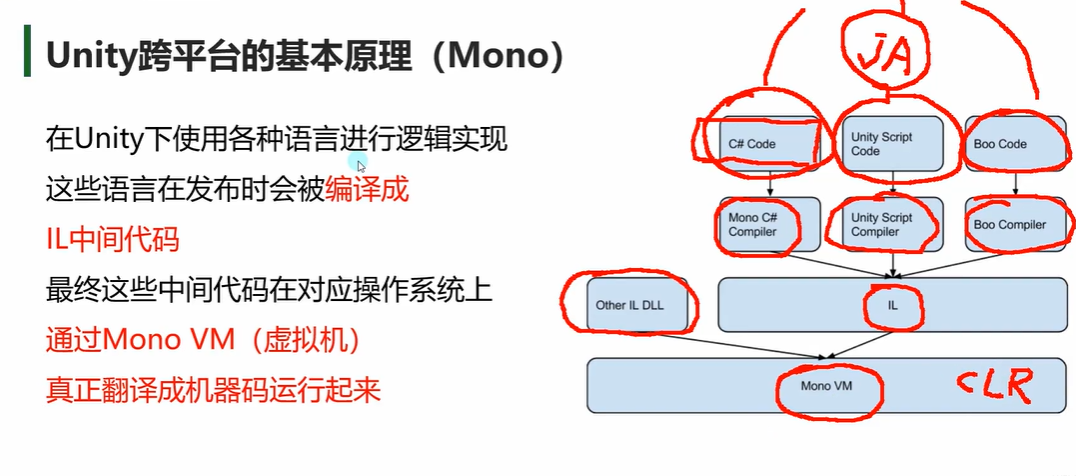 Unity跨平台的基本原理（Mono）
在Unity下使用各种语言进行逻辑实现
这些语言在发布时会被编译成
IL中间代码
最终这些中间代码在对应操作系统上
通过Mono VM（虚拟机）
真正翻译成机器码运行起来
JA
C# Code
Unity Script
Code
Boo Code
Mono C#
Compiler
Unity Script
Compiler
Boo Compiler
Other IL DLL
IL
Mono VM
CLR